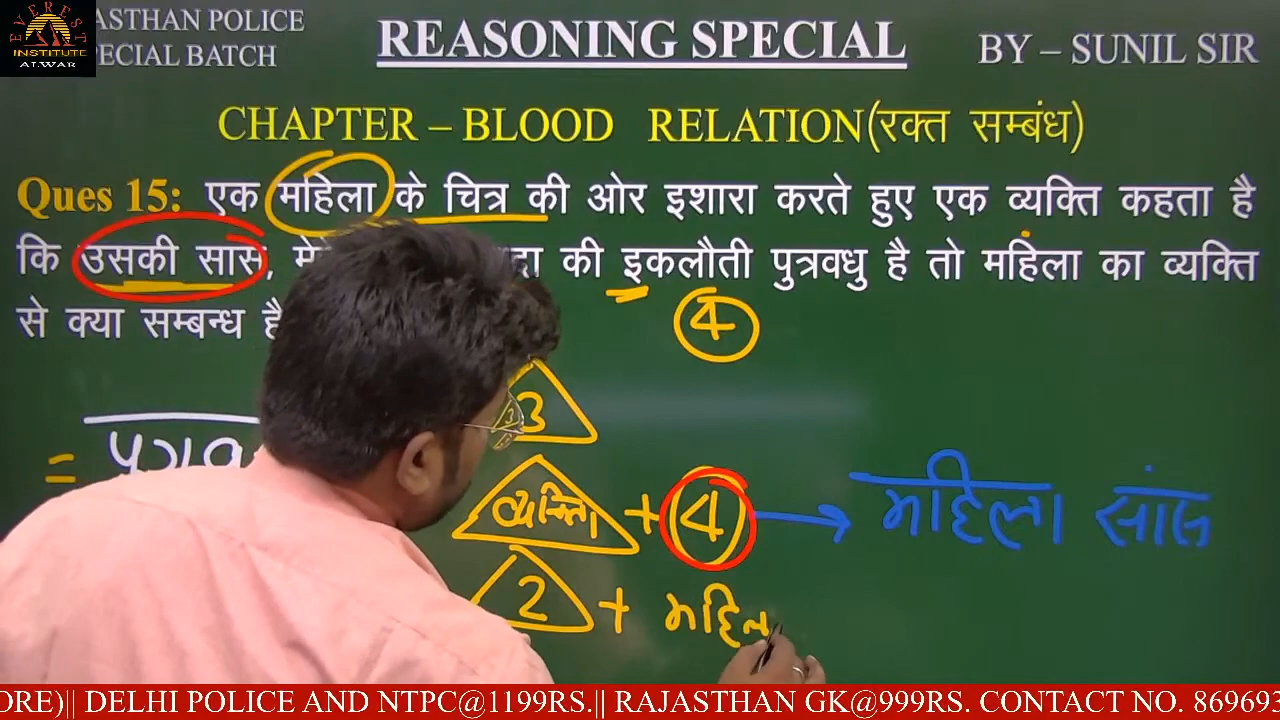 EVEREST
INSTITUTE
ALWAR
ASTHAN POLICE
PECIAL BATCH
REASONING SPECIAL
BY – SUNIL SIR
CHAPTER – BLOOD RELATION(रक्त सम्बंध)
Ques 15: एक महिला के चित्र की ओर इशारा करते हुए एक व्यक्ति कहता है
कि उसकी सास, की इकलौती पुत्रवधु है तो महिला का व्यक्ति
से क्या सम्बन्ध
4
3
=
व्यक्ति + 4 → महिला सांस
2 + महिल
ORE)|| DELHI POLICE AND NTPC@1199RS.|| RAJASTHAN GK@999RS. CONTACT NO. 869693